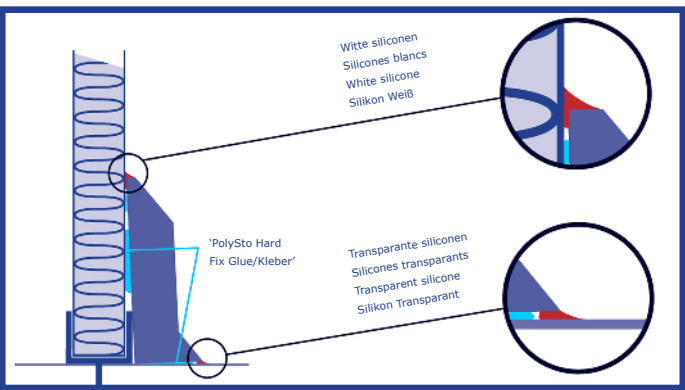 Witte siliconen
Silicones blancs
White silicone
Silikon Weiß
‘PolySto Hard
Fix Glue/Kleber’
Transparante siliconen
Silicones transparants
Transparent silicone
Silikon Transparant